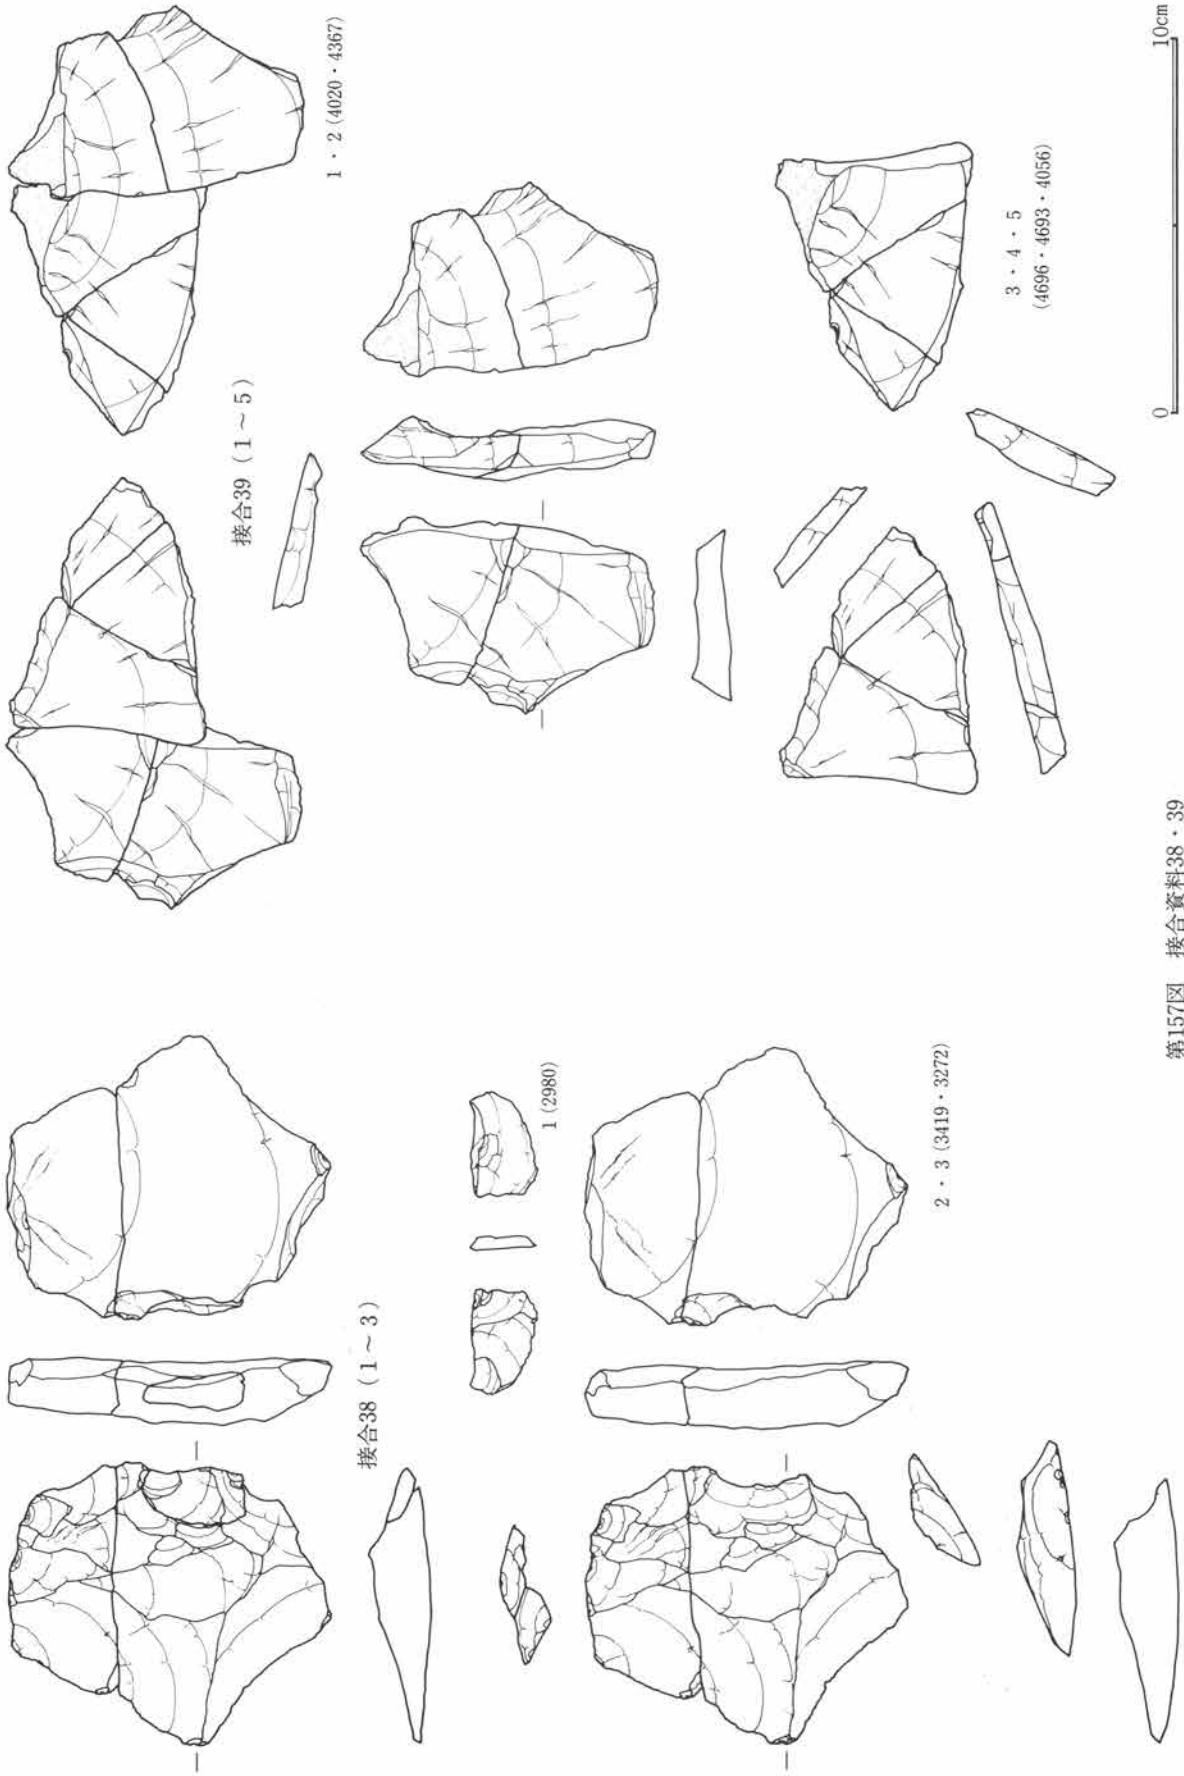 接合38（1～3）
1 (2980)
2・3 (3419・3272)
接合39（1～5）
1・2 (4020・4367)
3・4・5
(4696・4693・4056)
0
10cm
第157図 接合資料38・39